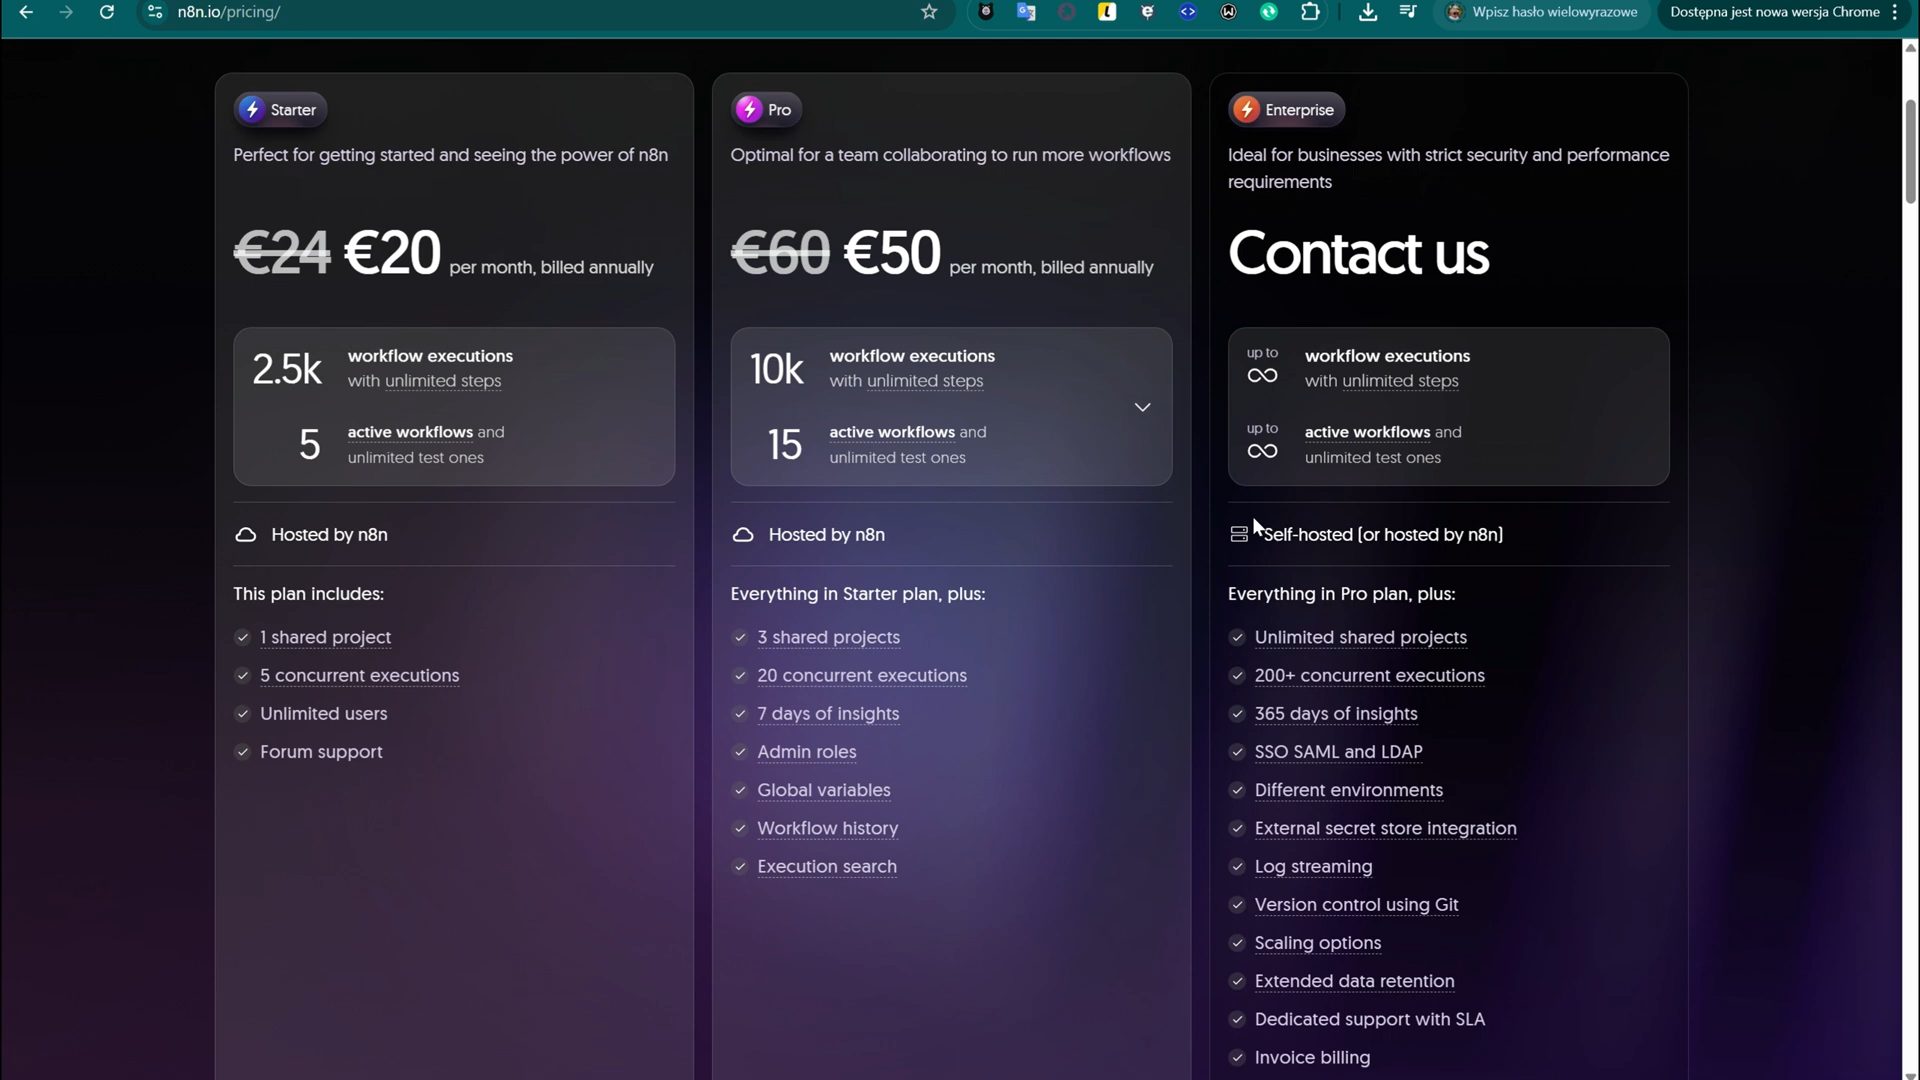 n8n.io/pricing/
Wpisz hasło wielowyrazowe
Dostępna jest nowa wersja Chrome
Starter
Perfect for getting started and seeing the power of n8n
€24 €20 per month, billed annually
2.5k workflow executions
with unlimited steps
5 active workflows and
unlimited test ones
Hosted by n8n
This plan includes:
1 shared project
5 concurrent executions
Unlimited users
Forum support
Pro
Optimal for a team collaborating to run more workflows
€60 €50 per month, billed annually
10k workflow executions
with unlimited steps
15 active workflows and
unlimited test ones
Hosted by n8n
Everything in Starter plan, plus:
3 shared projects
20 concurrent executions
7 days of insights
Admin roles
Global variables
Workflow history
Execution search
Enterprise
Ideal for businesses with strict security and performance
requirements
Contact us
up to ∞ workflow executions
with unlimited steps
up to ∞ active workflows and
unlimited test ones
Self-hosted (or hosted by n8n)
Everything in Pro plan, plus:
Unlimited shared projects
200+ concurrent executions
365 days of insights
SSO SAML and LDAP
Different environments
External secret store integration
Log streaming
Version control using Git
Scaling options
Extended data retention
Dedicated support with SLA
Invoice billing